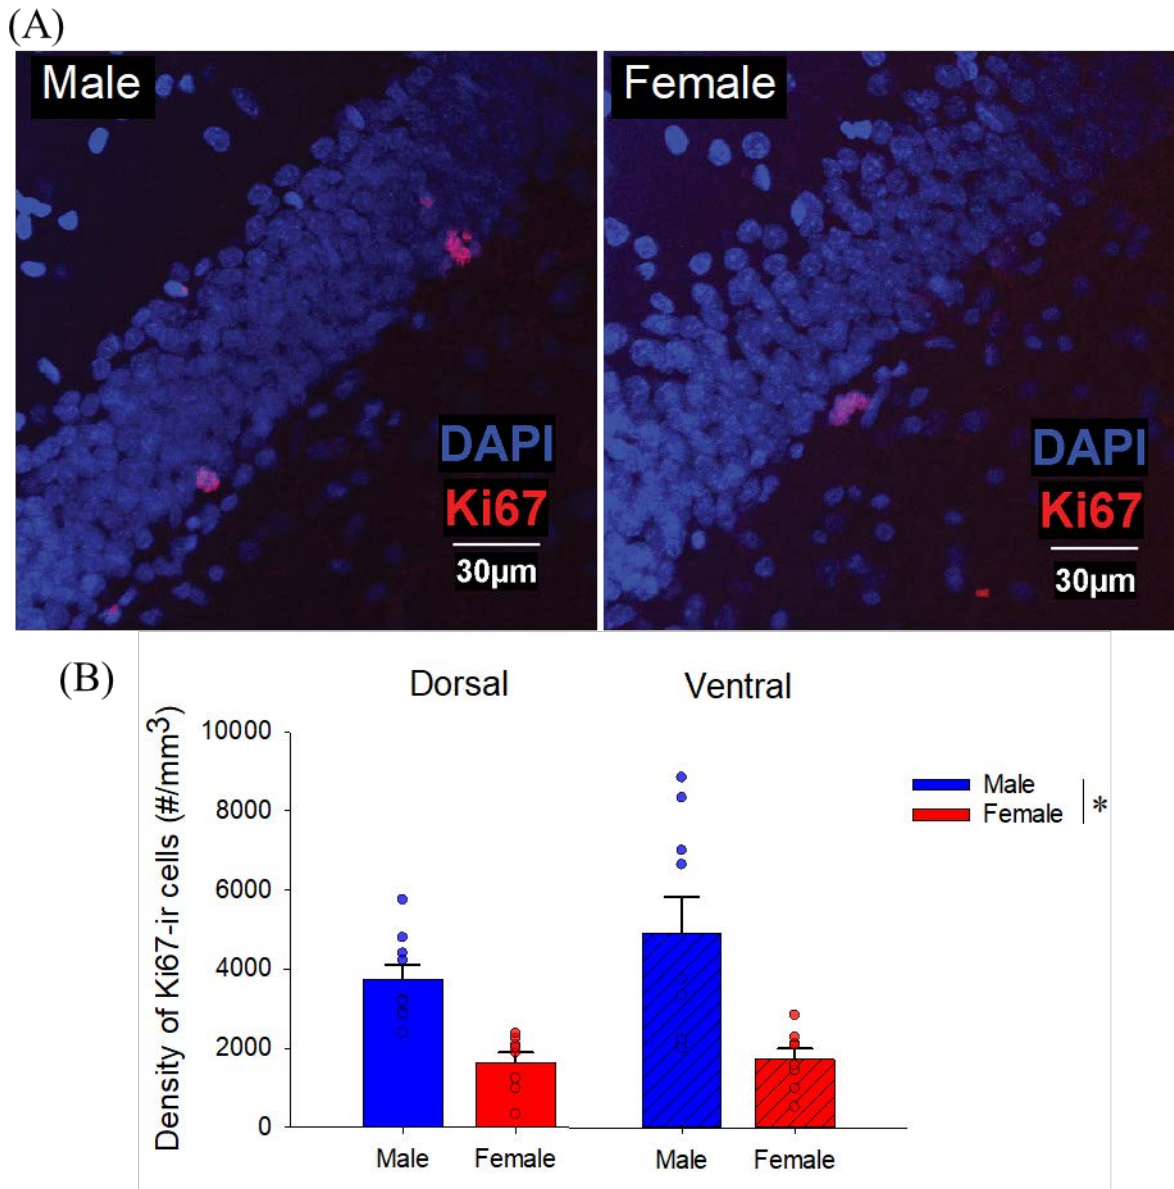 (A)
Male
Female
DAPI
Ki67
30µm
DAPI
Ki67
30µm
(B)
Dorsal
Ventral
Density of Ki67-ir cells (#/mm³)
10000
8000
6000
4000
2000
0
Male
Female
*
Male
Female
Male
Female